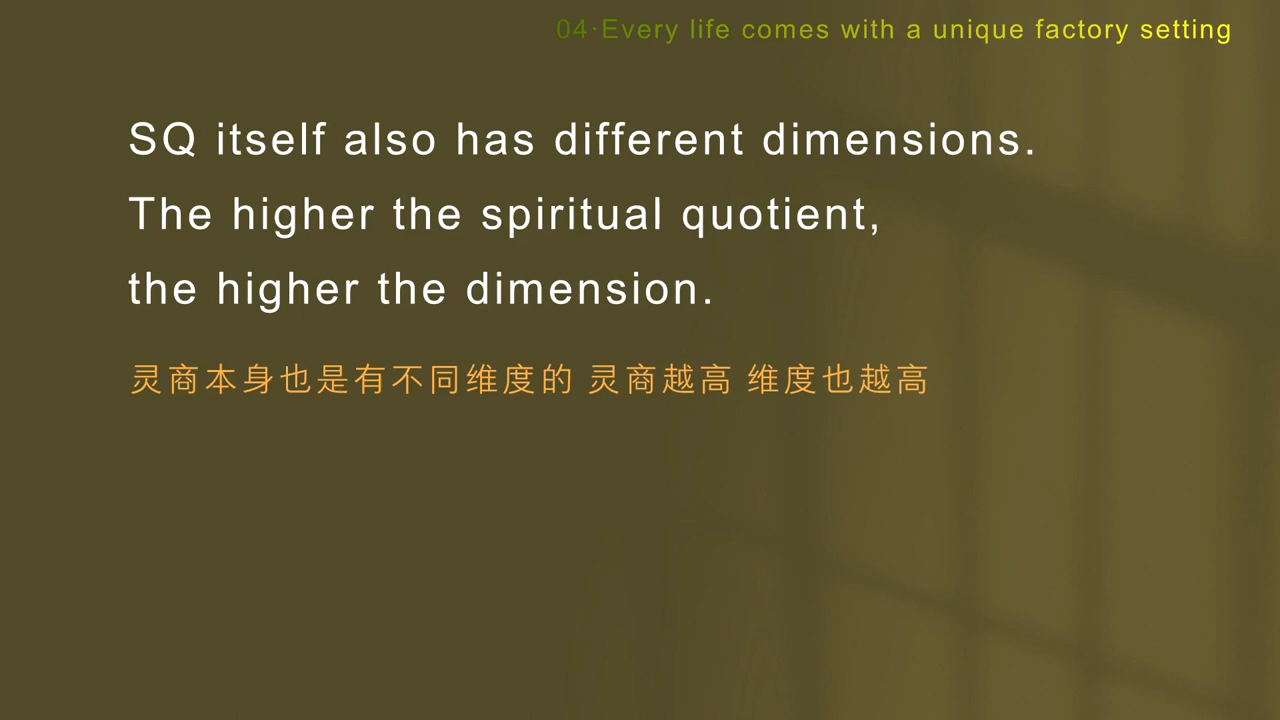 04·Every life comes with a unique factory setting
SQ itself also has different dimensions.
The higher the spiritual quotient,
the higher the dimension.
灵商本身也是有不同维度的 灵商越高 维度也越高